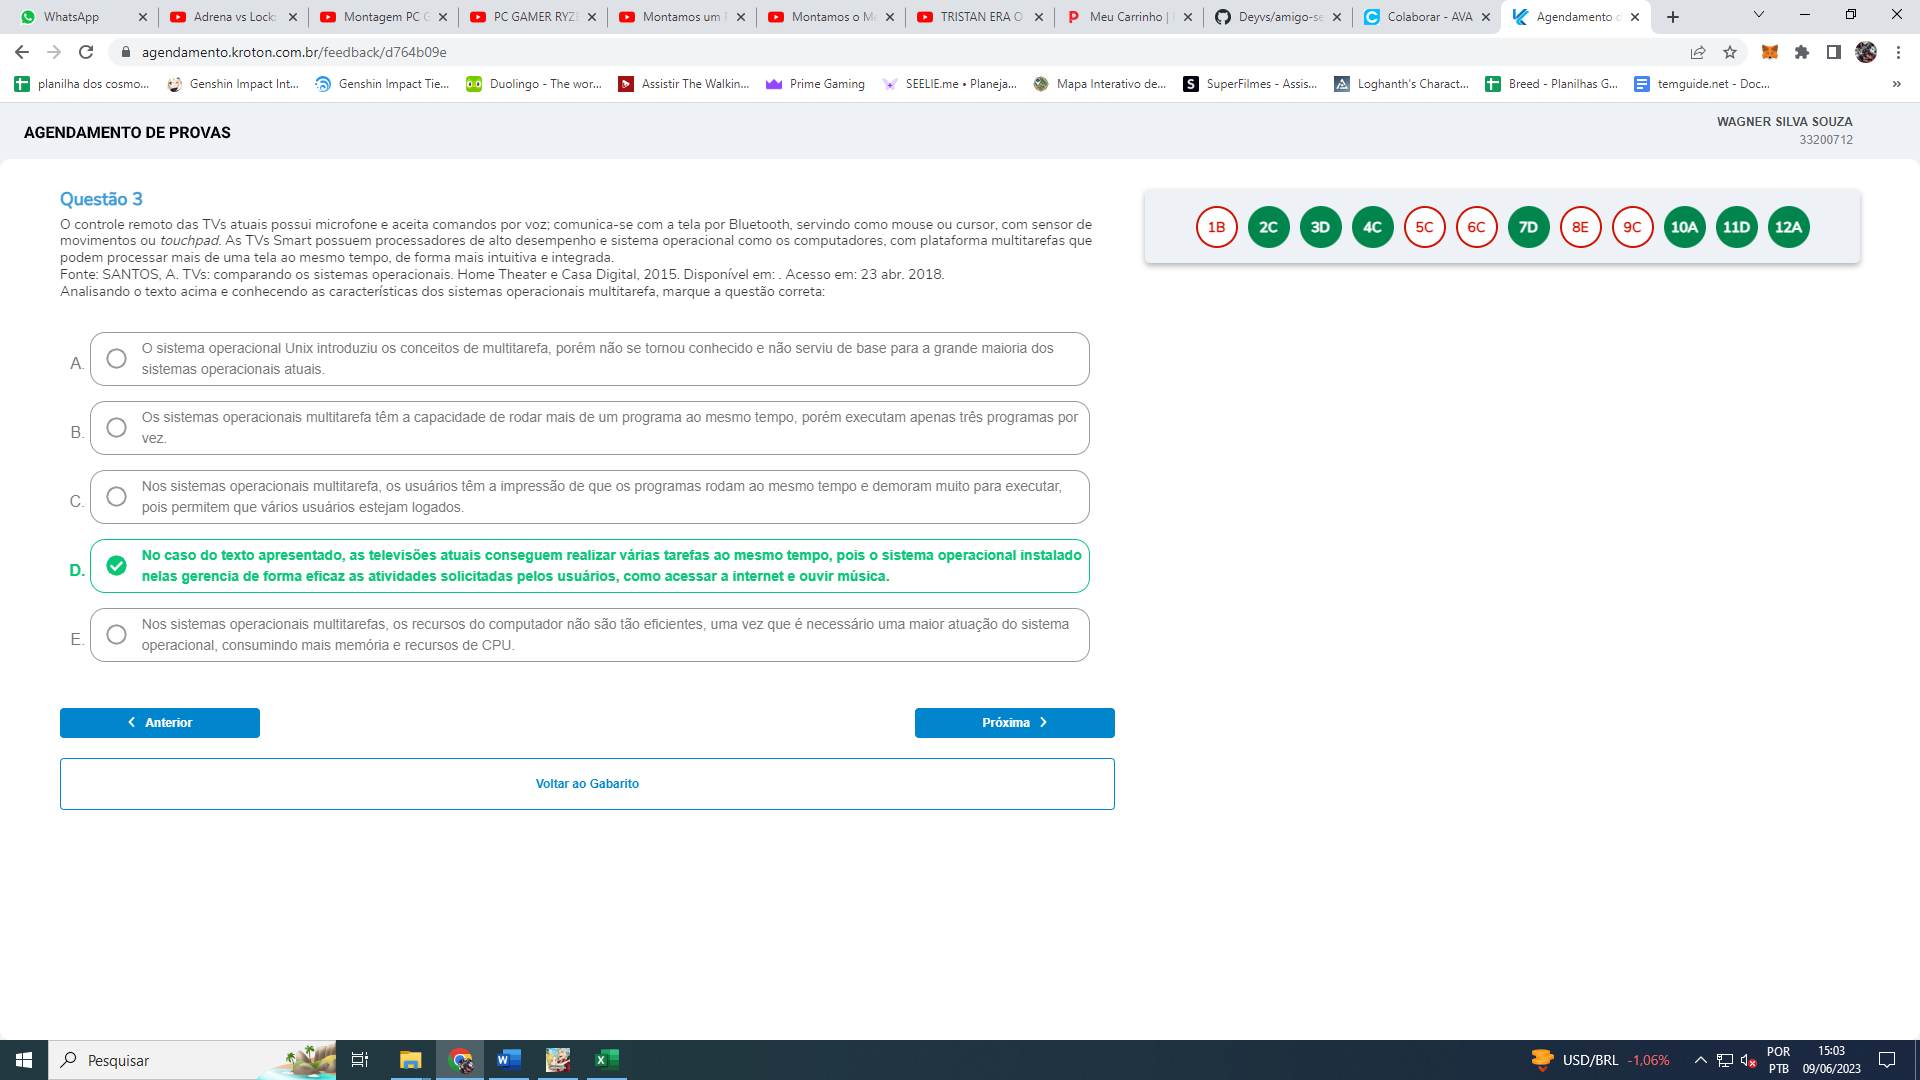 WhatsApp
Adrena vs Lock
Montagem PC G
PC GAMER RYZE
Montamos um
Montamos o Me
TRISTAN ERA O
Meu Carrinho |
Deyvs/amigo-se
Colaborar - AVA
Agendamento d
agendamento.kroton.com.br/feedback/d764b09e
planilha dos cosmo...
Genshin Impact Int...
Genshin Impact Tie...
Duolingo - The wor...
Assistir The Walkin...
Prime Gaming
SEELIE.me • Planeja...
Mapa Interativo de...
SuperFilmes - Assis...
Loghanth's Charact...
Breed - Planilhas G...
temguide.net - Doc...
»
AGENDAMENTO DE PROVAS
WAGNER SILVA SOUZA
33200712
Questão 3
O controle remoto das TVs atuais possui microfone e aceita comandos por voz; comunica-se com a tela por Bluetooth, servindo como mouse ou cursor, com sensor de
movimentos ou touchpad. As TVs Smart possuem processadores de alto desempenho e sistema operacional como os computadores, com plataforma multitarefas que
podem processar mais de uma tela ao mesmo tempo, de forma mais intuitiva e integrada.
Fonte: SANTOS, A. TVs: comparando os sistemas operacionais. Home Theater e Casa Digital, 2015. Disponível em: . Acesso em: 23 abr. 2018.
Analisando o texto acima e conhecendo as características dos sistemas operacionais multitarefa, marque a questão correta:
1B 2C 3D 4C 5C 6C 7D 8E 9C 10A 11D 12A
A.
O sistema operacional Unix introduziu os conceitos de multitarefa, porém não se tornou conhecido e não serviu de base para a grande maioria dos
sistemas operacionais atuais.
B.
Os sistemas operacionais multitarefa têm a capacidade de rodar mais de um programa ao mesmo tempo, porém executam apenas três programas por
vez.
C.
Nos sistemas operacionais multitarefa, os usuários têm a impressão de que os programas rodam ao mesmo tempo e demoram muito para executar,
pois permitem que vários usuários estejam logados.
D.
No caso do texto apresentado, as televisões atuais conseguem realizar várias tarefas ao mesmo tempo, pois o sistema operacional instalado
nelas gerencia de forma eficaz as atividades solicitadas pelos usuários, como acessar a internet e ouvir música.
E.
Nos sistemas operacionais multitarefas, os recursos do computador não são tão eficientes, uma vez que é necessário uma maior atuação do sistema
operacional, consumindo mais memória e recursos de CPU.
Anterior
Próxima
Voltar ao Gabarito
Pesquisar
USD/BRL -1,06%
POR
PTB
15:03
09/06/2023